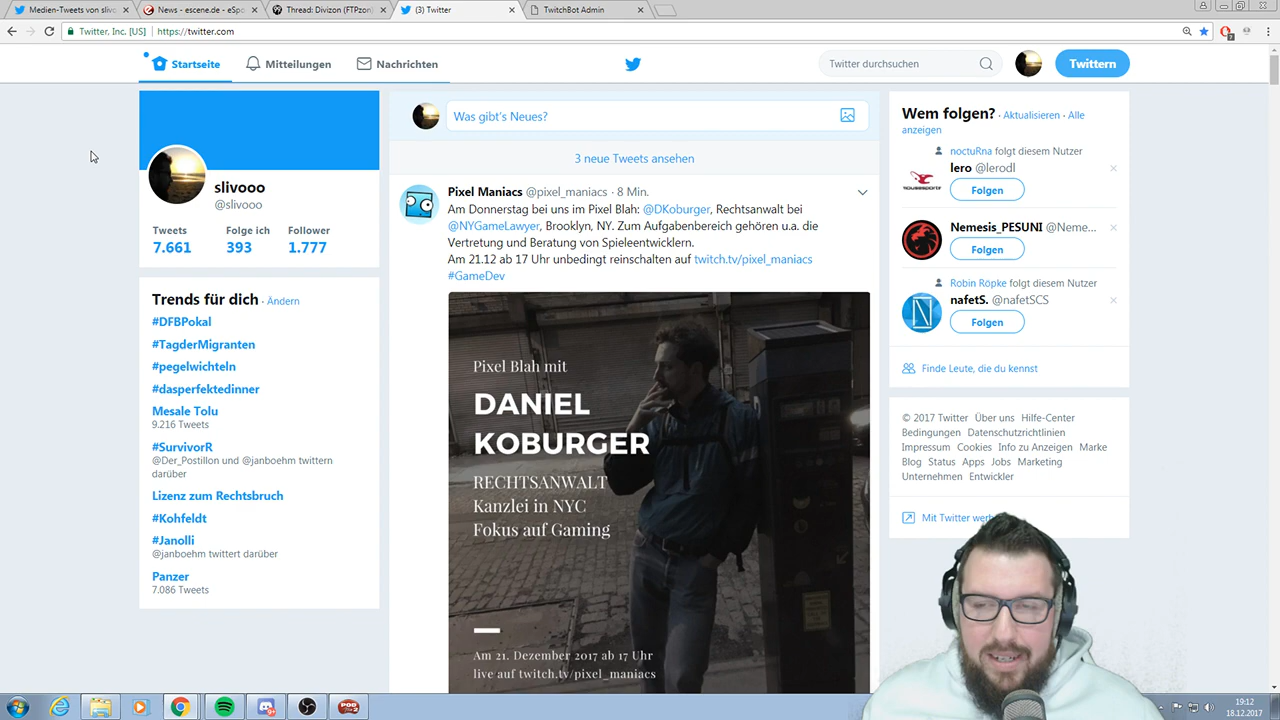 Medien-Tweets von sliv
News - escene.de - eSpo
Thread: Divizon (FTPzon)
(3) Twitter
TwitchBot Admin
Twitter, Inc. [US]
https://twitter.com
Startseite
Mitteilungen
Nachrichten
Twitter durchsuchen
Twittern
slivooo
@slivooo
Tweets
Folge ich
Follower
7.661
393
1.777
Trends für dich · Ändern
#DFBPokal
#TagderMigranten
#pegelwichteln
#dasperfektedinner
Mesale Tolu
9.216 Tweets
#SurvivorR
@Der_Postillon und @janboehm twittern
darüber
Lizenz zum Rechtsbruch
#Kohfeldt
#Janolli
@janboehm twittert darüber
Panzer
7.086 Tweets
Was gibt's Neues?
3 neue Tweets ansehen
Pixel Maniacs @pixel_maniacs · 8 Min.
Am Donnerstag bei uns im Pixel Blah: @DKoburger, Rechtsanwalt bei
@NYGameLawyer, Brooklyn, NY. Zum Aufgabenbereich gehören u.a. die
Vertretung und Beratung von Spieleentwicklern.
Am 21.12 ab 17 Uhr unbedingt reinschalten auf twitch.tv/pixel_maniacs
#GameDev
Pixel Blah mit
DANIEL
KOBURGER
RECHTSANWALT
Kanzlei in NYC
Fokus auf Gaming
Am 21. Dezember 2017 ab 17 Uhr
live auf twitch.tv/pixel_maniacs
Wem folgen? · Aktualisieren · Alle
anzeigen
noctuRna folgt diesem Nutzer
lero @lerodl
Folgen
Nemesis_PESUNI @Neme...
Folgen
Robin Röpke folgt diesem Nutzer
nafetS. @nafetSCS
Folgen
Finde Leute, die du kennst
© 2017 Twitter Über uns Hilfe-Center
Bedingungen Datenschutzrichtlinien
Impressum Cookies Info zu Anzeigen Marke
Blog Status Apps Jobs Marketing
Unternehmen Entwickler
Mit Twitter werb
19:12
18.12.2017